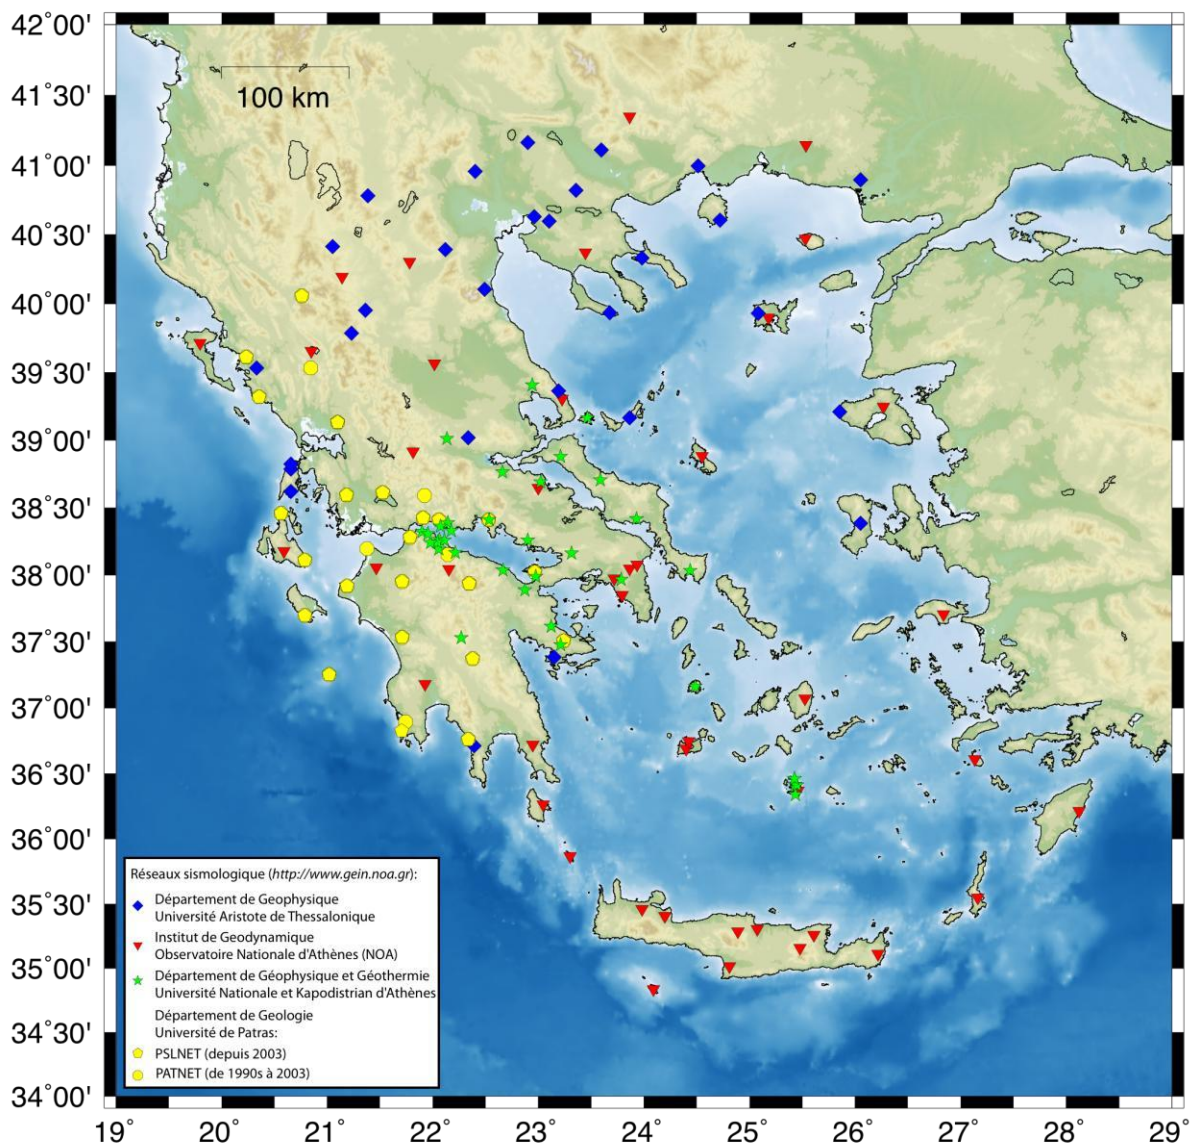 42˚00'
41˚30'
41˚00'
40˚30'
40˚00'
39˚30'
39˚00'
38˚30'
38˚00'
37˚30'
37˚00'
36˚30'
36˚00'
35˚30'
35˚00'
34˚30'
34˚00'
100 km
Réseaux sismologique (http://www.gein.noa.gr):
Département de Geophysique
Université Aristote de Thessalonique
Institut de Geodynamique
Observatoire Nationale d'Athènes (NOA)
Département de Géophysique et Géothermie
Université Nationale et Kapodistrian d'Athènes
Département de Geologie
Université de Patras:
PSLNET (depuis 2003)
PATNET (de 1990s à 2003)
19˚ 20˚ 21˚ 22˚ 23˚ 24˚ 25˚ 26˚ 27˚ 28˚ 29˚